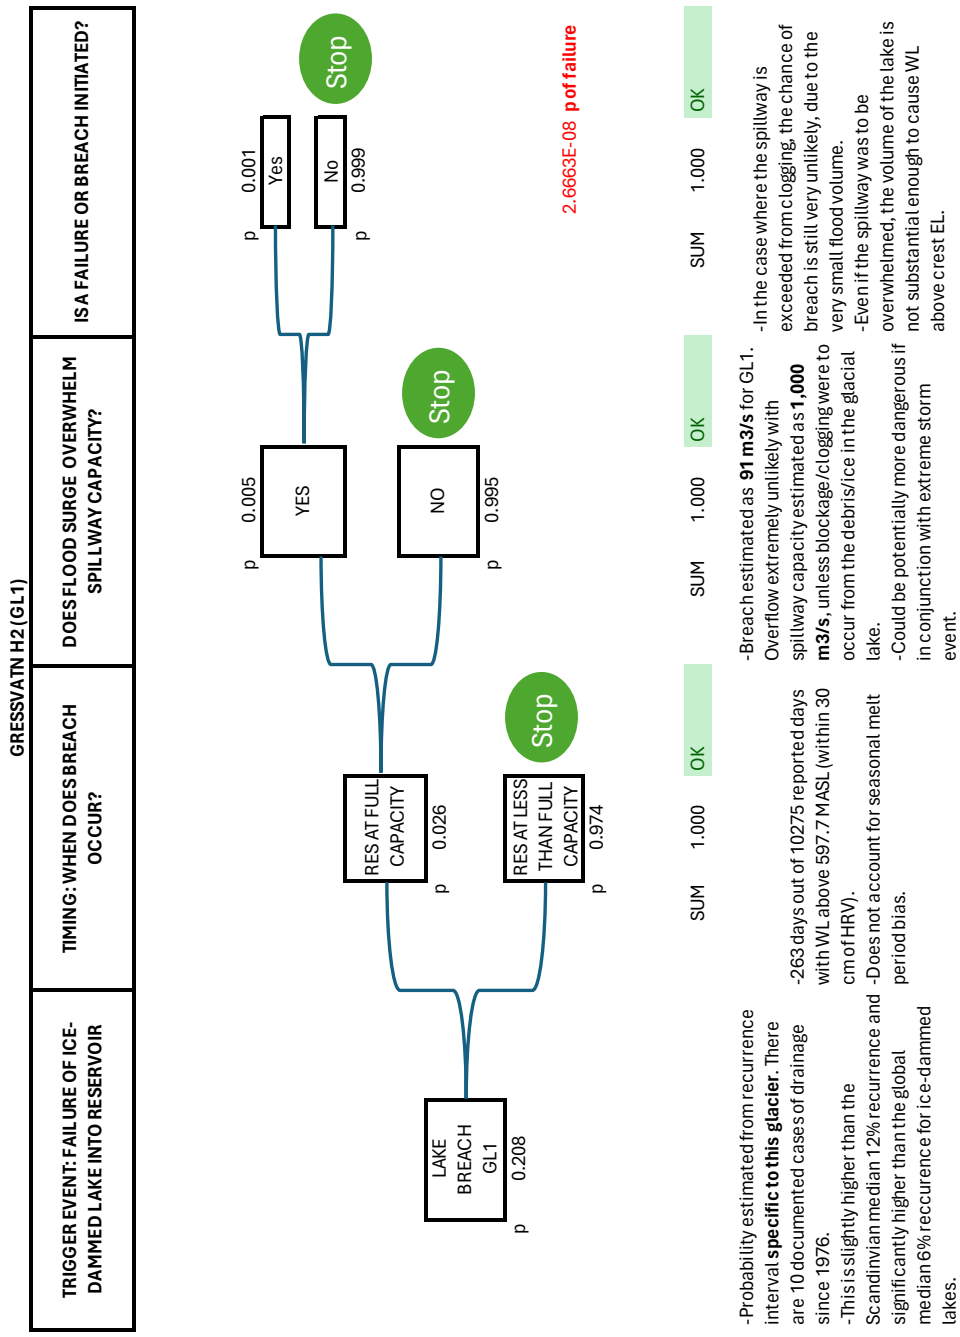 GRESSVATN H2 (GL1)
TRIGGER EVENT: FAILURE OF ICE-
DAMMED LAKE INTO RESERVOIR
TIMING: WHEN DOES BREACH
OCCUR?
DOES FLOOD SURGE OVERWHELM
SPILLWAY CAPACITY?
IS A FAILURE OR BREACH INITIATED?
LAKE
BREACH
GL1
p 0.208
RES AT FULL
CAPACITY
p 0.026
RES AT LESS
THAN FULL
CAPACITY
p 0.974
Stop
p 0.005
YES
NO
p 0.995
Stop
p 0.001
Yes
No
p 0.999
Stop
2.6663E-08 p of failure
SUM 1.000 OK
SUM 1.000 OK
SUM 1.000 OK
-Probability estimated from recurrence
interval specific to this glacier. There
are 10 documented cases of drainage
since 1976.
-This is slightly higher than the
Scandinvian median 12% recurrence and
significantly higher than the global
median 6% reccurence for ice-dammed
lakes.
-263 days out of 10275 reported days
with WL above 597.7 MASL (within 30
cm of HRV).
-Does not account for seasonal melt
period bias.
-Breach estimated as 91 m3/s for GL1.
Overflow extremely unlikely with
spillway capacity estimated as 1,000
m3/s, unless blockage/clogging were to
occur from the debris/ice in the glacial
lake.
-Could be potentially more dangerous if
in conjunction with extreme storm
event.
-In the case where the spillway is
exceeded from clogging, the chance of
breach is still very unlikely, due to the
very small flood volume.
-Even if the spillway was to be
overwhelmed, the volume of the lake is
not substantial enough to cause WL
above crest EL.